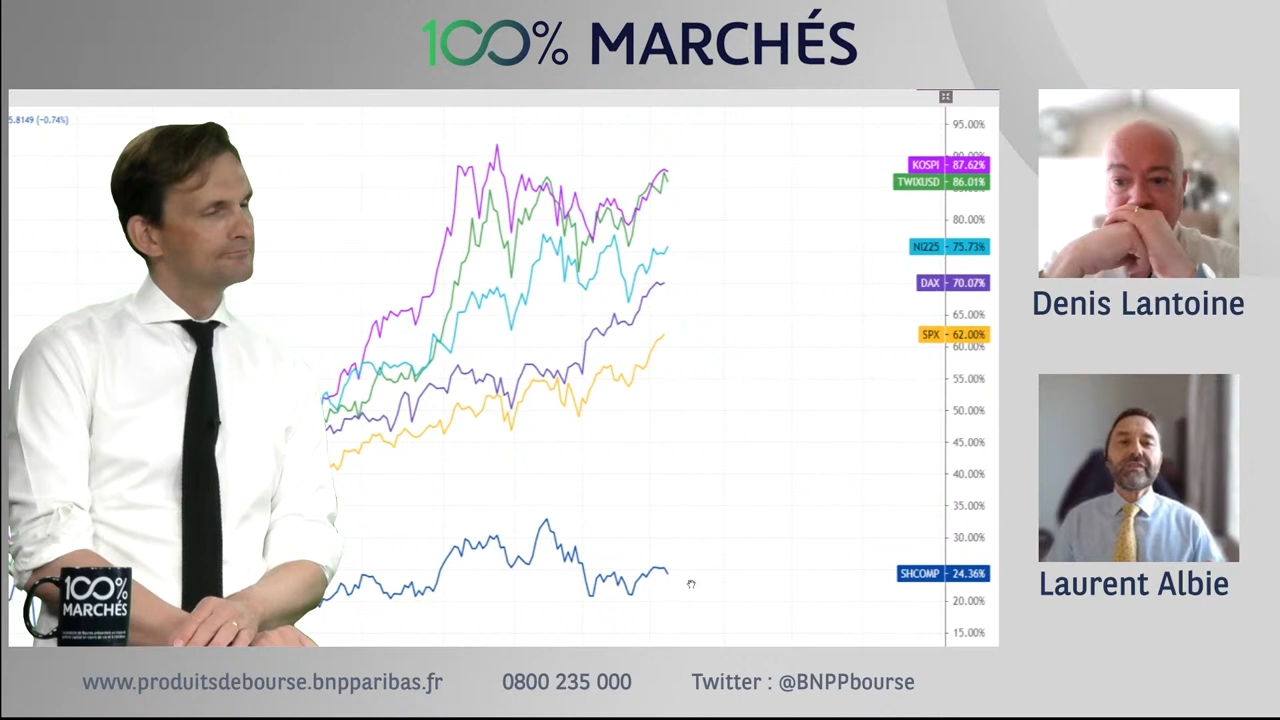 100% MARCHÉS
5.8149 (−0.74%)
95.00%
90.00%
KOSPI 87.62%
TWIXUSD 86.01%
80.00%
NI225 75.73%
DAX 70.07%
65.00%
SPX 62.00%
60.00%
55.00%
50.00%
45.00%
40.00%
35.00%
30.00%
SHCOMP 24.36%
20.00%
15.00%
Denis Lantoine
Laurent Albie
100%
MARCHÉS
www.produitsdebourse.bnpparibas.fr 0800 235 000 Twitter : @BNPPbourse